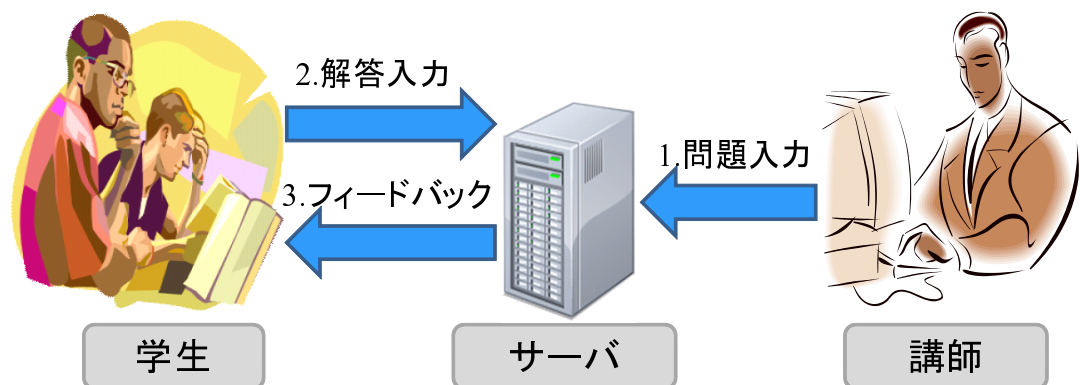 2.解答入力
1.問題入力
3.フィードバック
学生
サーバ
講師